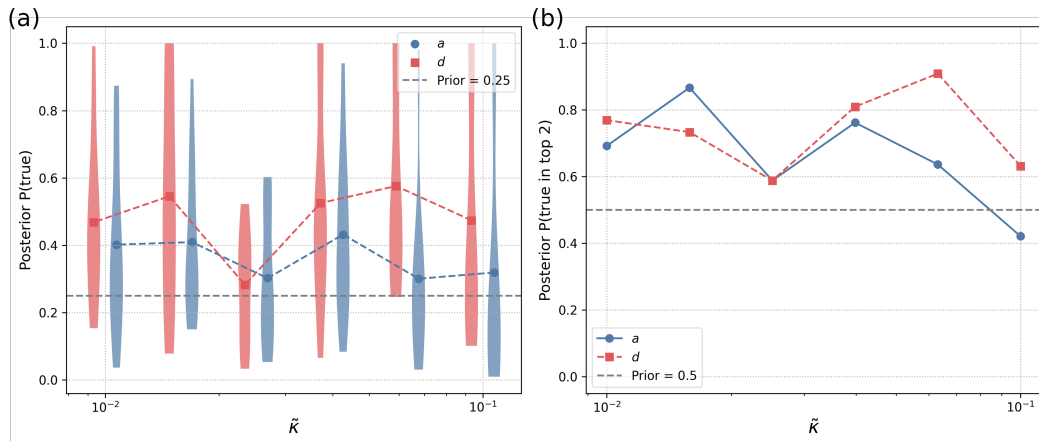 (a)
Posterior P(true)
1.0
0.8
0.6
0.4
0.2
0.0
a
d
Prior = 0.25
10⁻²
10⁻¹
κ̃
(b)
Posterior P(true in top 2)
1.0
0.8
0.6
0.4
0.2
0.0
a
d
Prior = 0.5
10⁻²
10⁻¹
κ̃